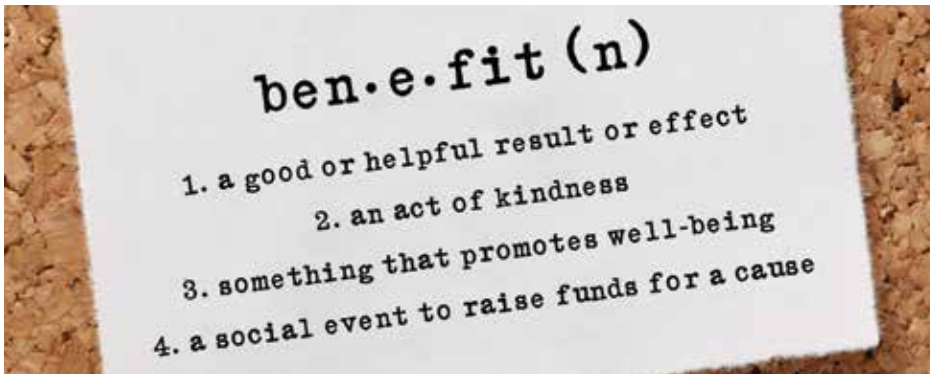 ben·e·fit (n)
1. a good or helpful result or effect
2. an act of kindness
3. something that promotes well-being
4. a social event to raise funds for a cause